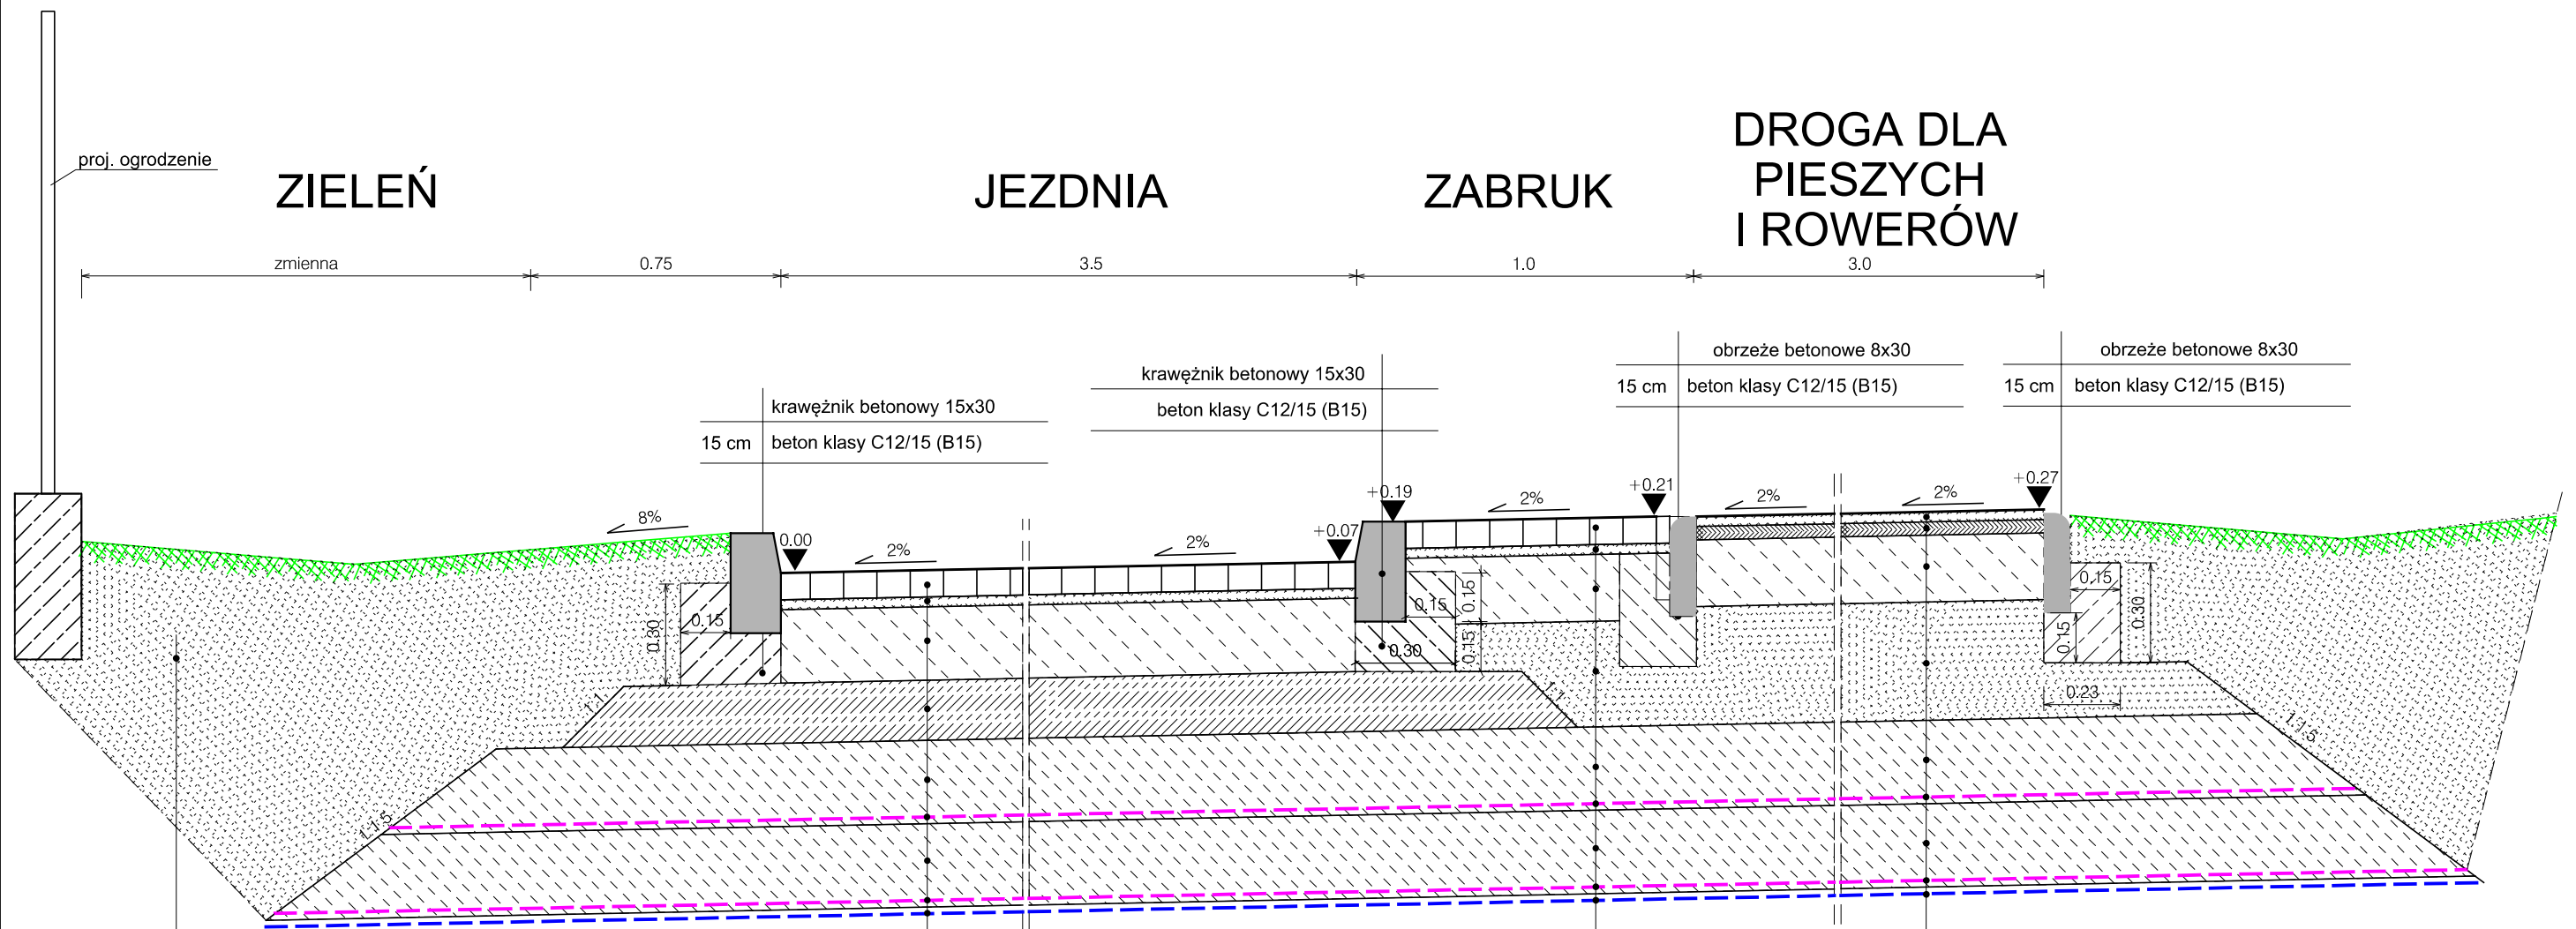 DROGA DLA
PIESZYCH
I ROWERÓW
proj. ogrodzenie
ZIELEŃ
JEZDNIA
ZABRUK
zmienna
0.75
3.5
1.0
3.0
krawężnik betonowy 15x30
15 cm beton klasy C12/15 (B15)
krawężnik betonowy 15x30
beton klasy C12/15 (B15)
obrzeże betonowe 8x30
15 cm beton klasy C12/15 (B15)
obrzeże betonowe 8x30
15 cm beton klasy C12/15 (B15)
8%
0.00
2%
2%
+0.07
+0.19
2%
+0.21
2%
2%
+0.27
0.30
0.15
0.15
0.15
0.15
0.30
0.15
0.30
0.15
0.23
1:1
1:1
1:1.5
1:1.5